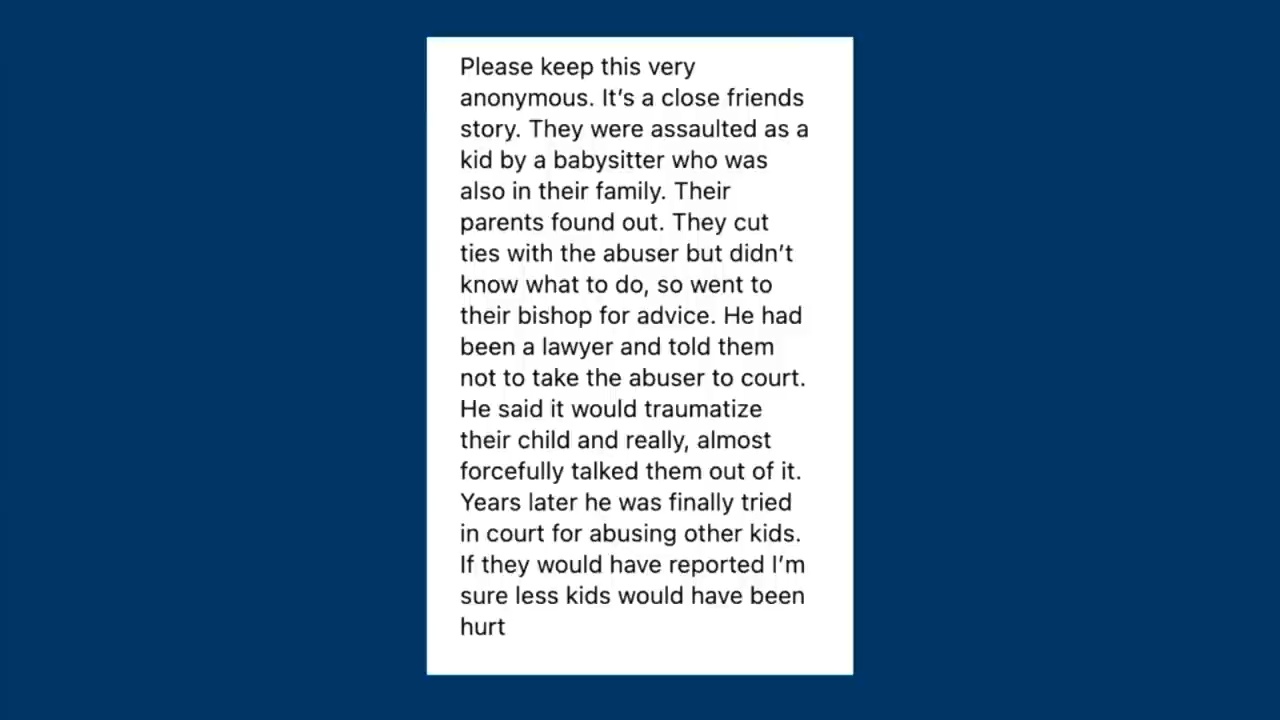 Please keep this very
anonymous. It’s a close friends
story. They were assaulted as a
kid by a babysitter who was
also in their family. Their
parents found out. They cut
ties with the abuser but didn’t
know what to do, so went to
their bishop for advice. He had
been a lawyer and told them
not to take the abuser to court.
He said it would traumatize
their child and really, almost
forcefully talked them out of it.
Years later he was finally tried
in court for abusing other kids.
If they would have reported I’m
sure less kids would have been
hurt